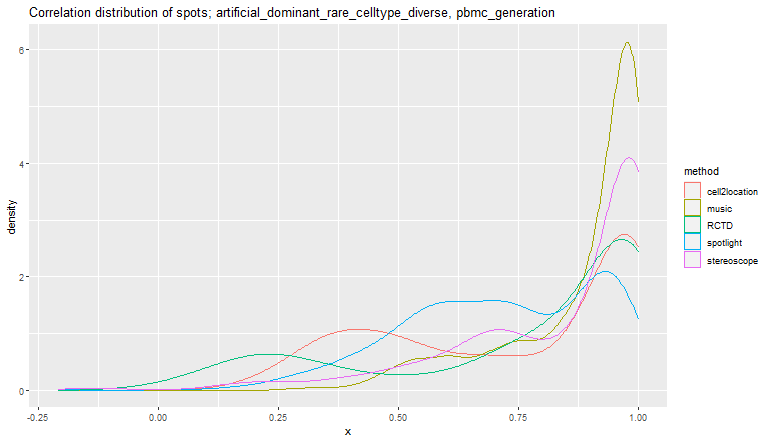 Correlation distribution of spots; artificial_dominant_rare_celltype_diverse, pbmc_generation
6
4
2
0
density
-0.25
0.00
0.25
0.50
0.75
1.00
x
method
cell2location
music
RCTD
spotlight
stereoscope